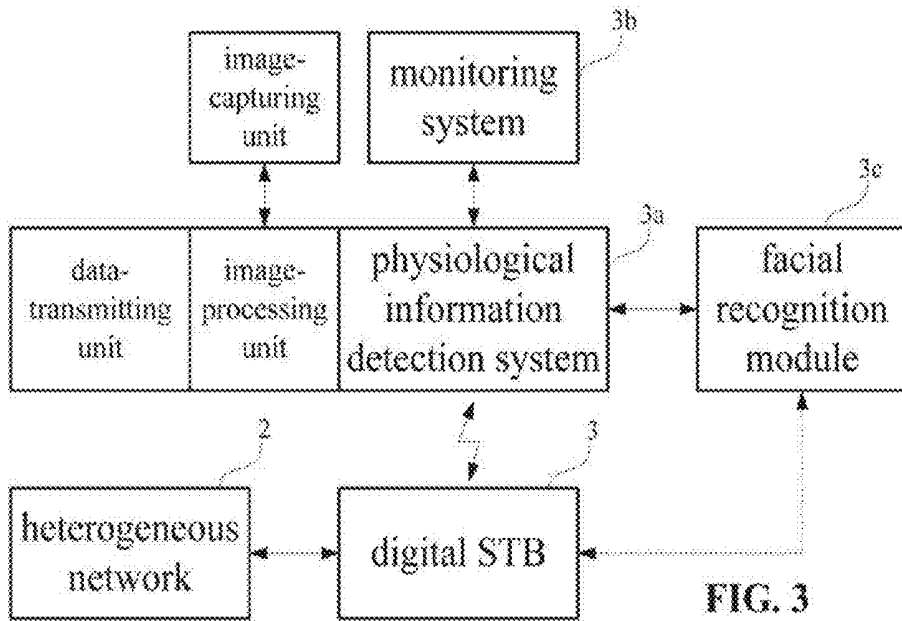 image-
capturing
unit
monitoring
system
3b
data-
transmitting
unit
image-
processing
unit
physiological
information
detection system
3a
facial
recognition
module
3c
heterogeneous
network
2
digital STB
3
FIG. 3